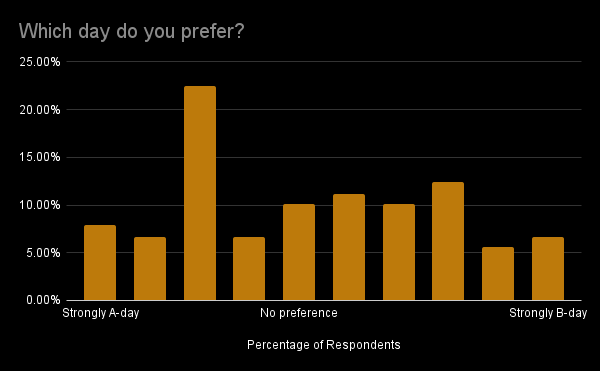 Which day do you prefer?
25.00%
20.00%
15.00%
10.00%
5.00%
0.00%
Strongly A-day No preference Strongly B-day
Percentage of Respondents